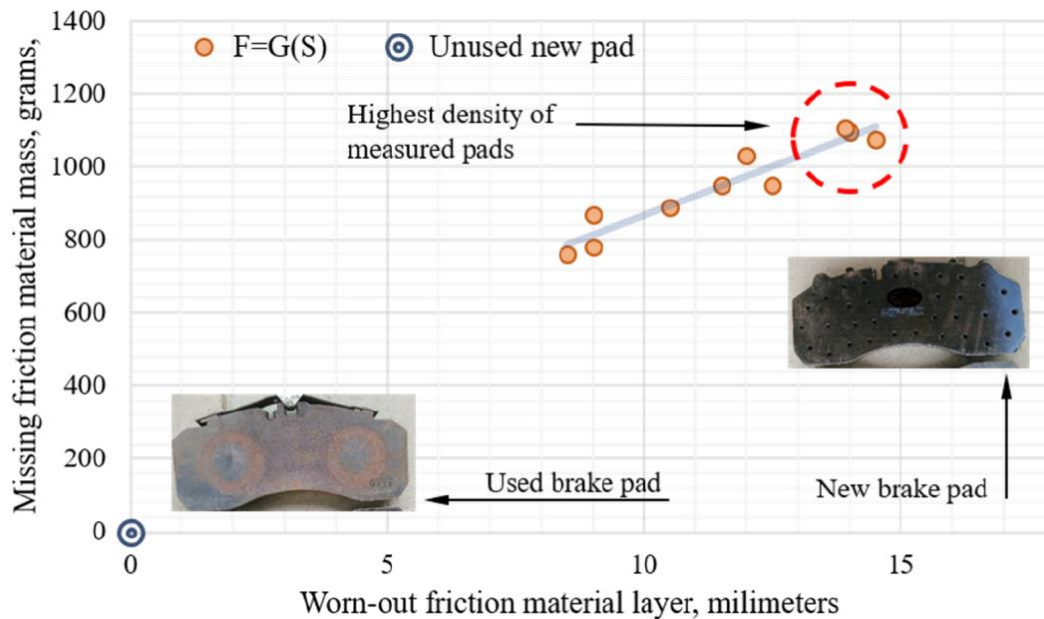 Missing friction material mass, grams,
1400
1200
1000
800
600
400
200
0
F=G(S)
Unused new pad
Highest density of
measured pads
Used brake pad
New brake pad
0
5
10
15
Worn-out friction material layer, milimeters